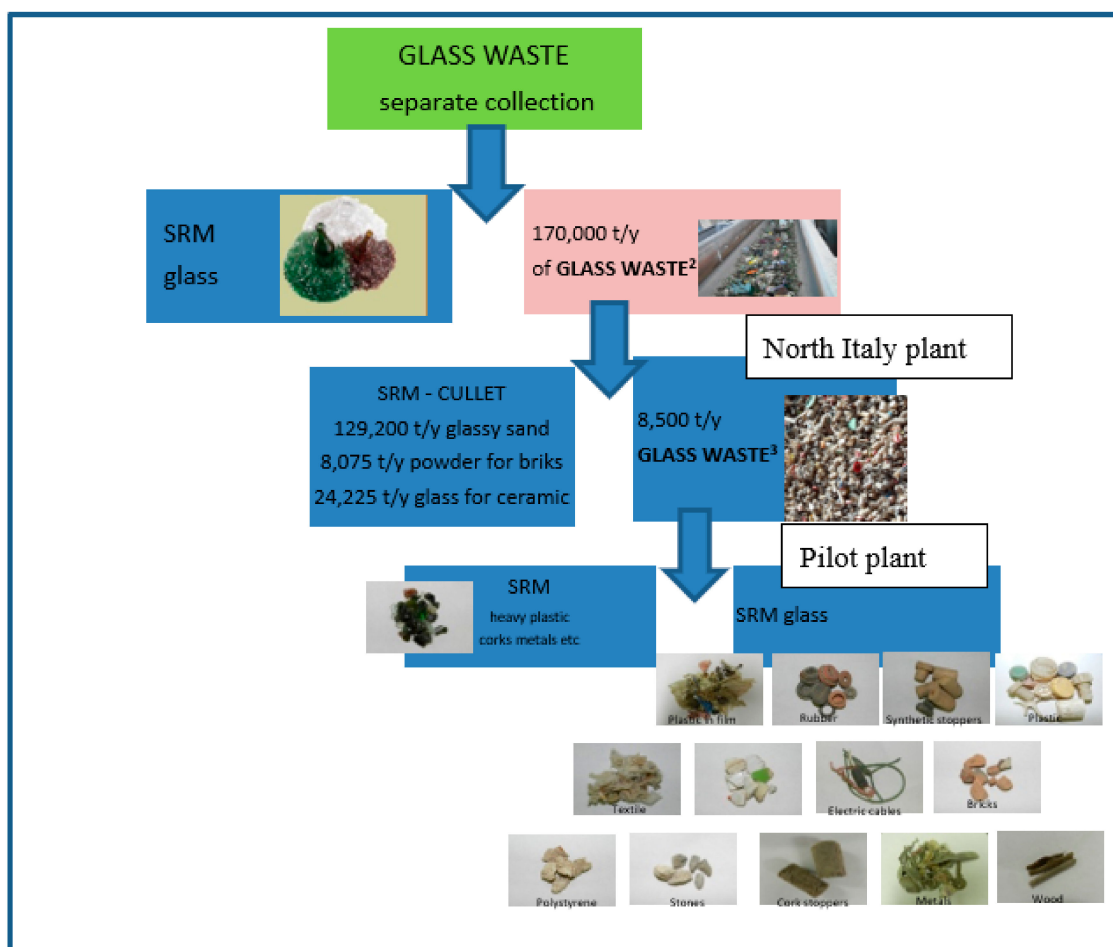 GLASS WASTE
separate collection
SRM
glass
170,000 t/y
of GLASS WASTE²
North Italy plant
SRM - CULLET
129,200 t/y glassy sand
8,075 t/y powder for briks
24,225 t/y glass for ceramic
8,500 t/y
GLASS WASTE³
Pilot plant
SRM
heavy plastic
corks metals etc
SRM glass
Plastic in film
Rubber
Synthetic stoppers
Plastic
Textile
Electric cables
Bricks
Polystyrene
Stones
Cork stoppers
Metals
Wood